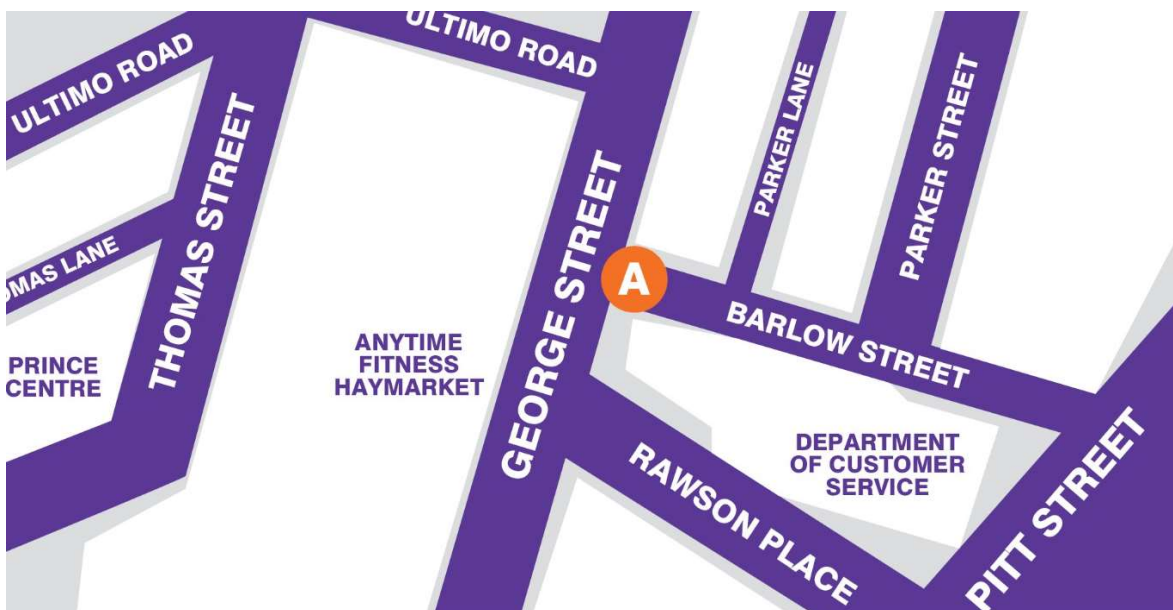 ULTIMO ROAD
ULTIMO ROAD
THOMAS STREET
OMAS LANE
PRINCE
CENTRE
ANYTIME
FITNESS
HAYMARKET
GEORGE STREET
A
PARKER LANE
PARKER STREET
BARLOW STREET
DEPARTMENT
OF CUSTOMER
SERVICE
RAWSON PLACE
PITT STREET